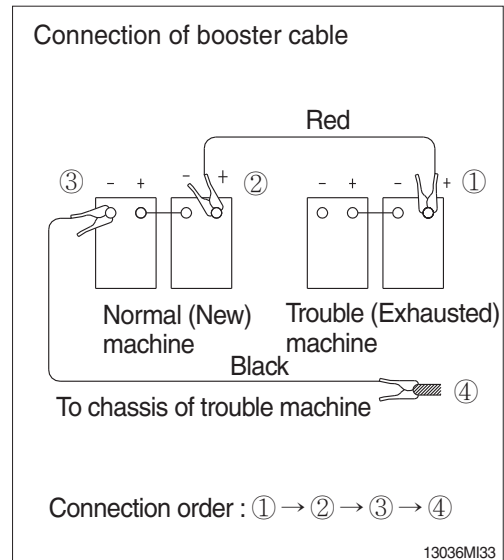 Connection of booster cable
Red
③ - + - + ② - + - + ①
Normal (New)
machine
Trouble (Exhausted)
machine
Black
To chassis of trouble machine ④
Connection order : ① → ② → ③ → ④
13036MI33